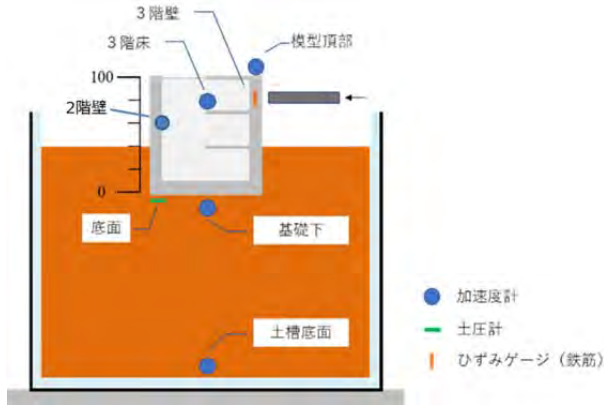 3階壁
3階床
模型頂部
100
2階壁
0
底面
基礎下
土槽底面
加速度計
土圧計
ひずみゲージ（鉄筋）